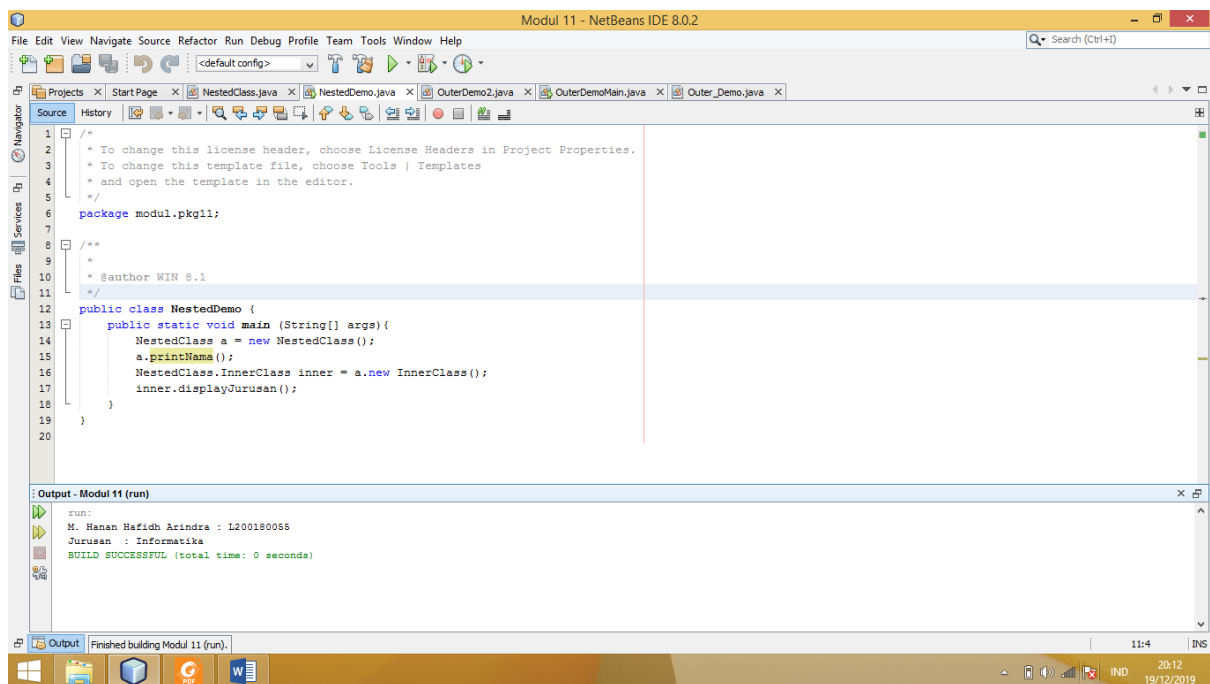 Modul 11 - NetBeans IDE 8.0.2
File Edit View Navigate Source Refactor Run Debug Profile Team Tools Window Help
Search (Ctrl+I)
<default config>
Projects Start Page NestedClass.java NestedDemo.java OuterDemo2.java OuterDemoMain.java Outer_Demo.java
Navigator
Services
Files
Source History
1 /*
2 * To change this license header, choose License Headers in Project Properties.
3 * To change this template file, choose Tools | Templates
4 * and open the template in the editor.
5 */
6 package modul.pkg11;
7
8 /**
9 *
10 * @author WIN 8.1
11 */
12 public class NestedDemo {
13 public static void main (String[] args){
14 NestedClass a = new NestedClass();
15 a.printNama();
16 NestedClass.InnerClass inner = a.new InnerClass();
17 inner.displayJurusan();
18 }
19 }
20
Output - Modul 11 (run)
run:
M. Hanan Hafidh Arindra : L200180055
Jurusan : Informatika
BUILD SUCCESSFUL (total time: 0 seconds)
Output Finished building Modul 11 (run).
11:4 INS
PDF
W
IND
20:12
19/12/2019